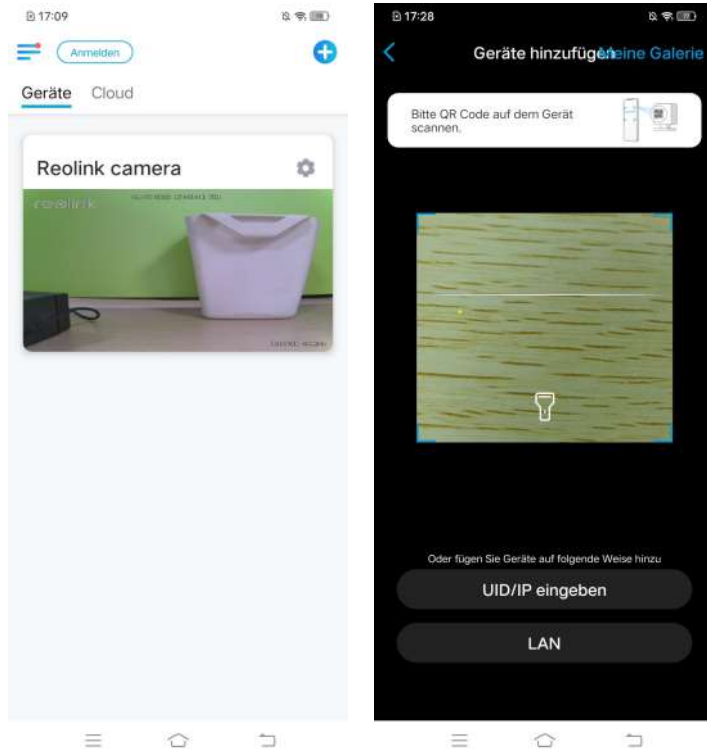 17:09
Anmelden
Geräte Cloud
Reolink camera
reolink
17:28
Geräte hinzufügen
Meine Galerie
Bitte QR Code auf dem Gerät
scannen.
Oder fügen Sie Geräte auf folgende Weise hinzu
UID/IP eingeben
LAN